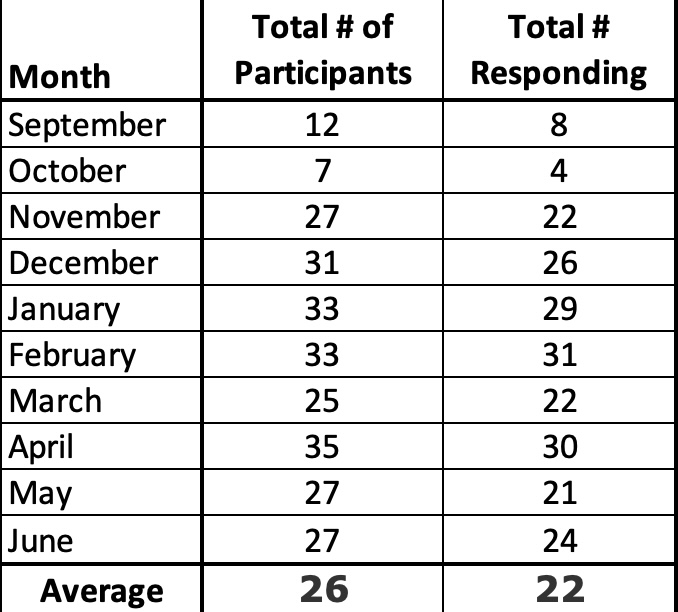 Month Total # of Participants Total # Responding
September 12 8
October 7 4
November 27 22
December 31 26
January 33 29
February 33 31
March 25 22
April 35 30
May 27 21
June 27 24
Average 26 22